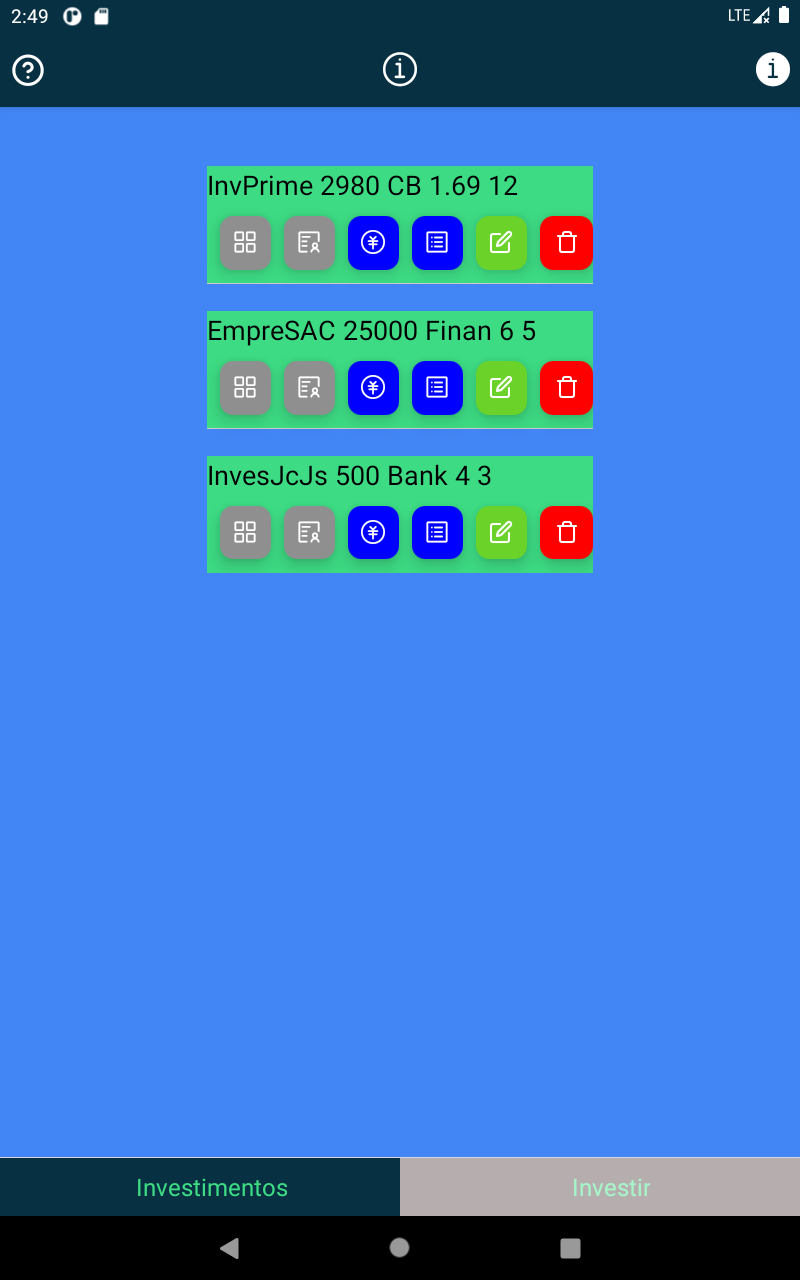 2:49 LTE
InvPrime 2980 CB 1.69 12
EmpreSAC 25000 Finan 6 5
InvesJcJs 500 Bank 4 3
Investimentos Investir